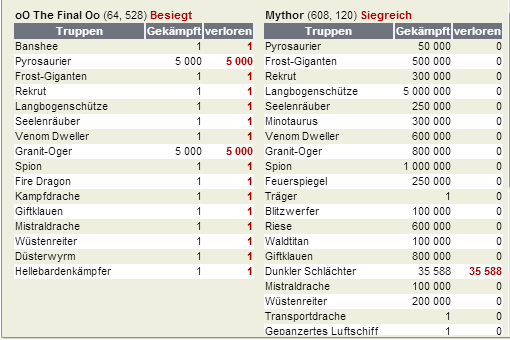 oO The Final Oo (64, 528) Besiegt
Truppen Gekämpft verloren
Banshee 1 1
Pyrosaurier 5 000 5 000
Frost-Giganten 1 1
Rekrut 1 1
Langbogenschütze 1 1
Seelenräuber 1 1
Venom Dweller 1 1
Granit-Oger 5 000 5 000
Spion 1 1
Fire Dragon 1 1
Kampfdrache 1 1
Giftklauen 1 1
Mistraldrache 1 1
Wüstenreiter 1 1
Düsterwyrm 1 1
Hellebardenkämpfer 1 1
Mythor (608, 120) Siegreich
Truppen Gekämpft verloren
Pyrosaurier 50 000 0
Frost-Giganten 500 000 0
Rekrut 300 000 0
Langbogenschütze 5 000 000 0
Seelenräuber 250 000 0
Minotaurus 300 000 0
Venom Dweller 600 000 0
Granit-Oger 800 000 0
Spion 1 000 000 0
Feuerspiegel 250 000 0
Träger 1 0
Blitzwerfer 100 000 0
Riese 600 000 0
Waldtitan 100 000 0
Giftklauen 800 000 0
Dunkler Schlächter 35 588 35 588
Mistraldrache 100 000 0
Wüstenreiter 200 000 0
Transportdrache 1 0
Gepanzertes Luftschiff 1 0